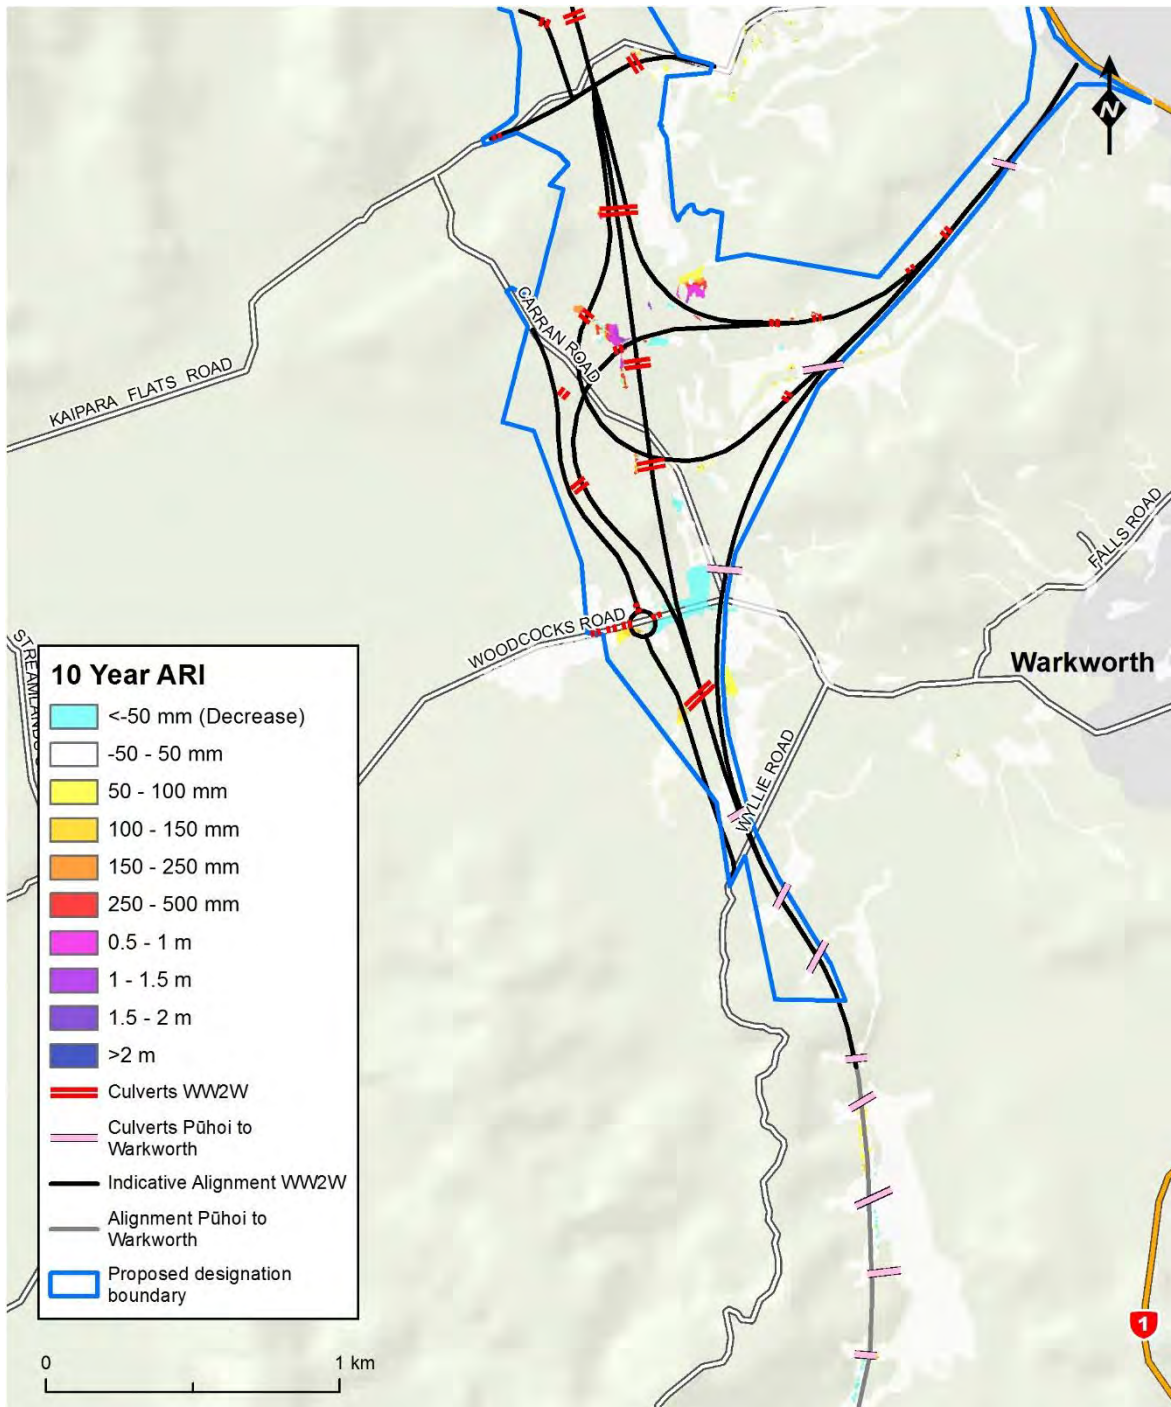 N
CARRAN ROAD
KAIPARA FLATS ROAD
FALLS ROAD
WOODCOCKS ROAD
Warkworth
STREAMLANDS
WYLLIE ROAD
10 Year ARI
<-50 mm (Decrease)
-50 - 50 mm
50 - 100 mm
100 - 150 mm
150 - 250 mm
250 - 500 mm
0.5 - 1 m
1 - 1.5 m
1.5 - 2 m
>2 m
Culverts WW2W
Culverts Pūhoi to
Warkworth
Indicative Alignment WW2W
Alignment Pūhoi to
Warkworth
Proposed designation
boundary
1
0 1 km